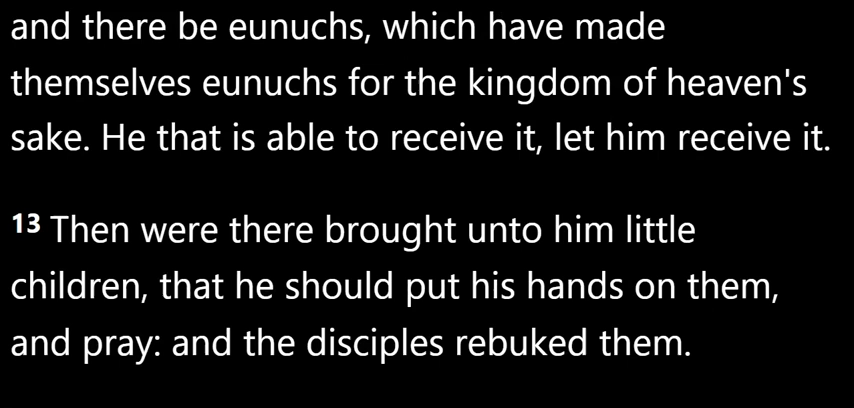 and there be eunuchs, which have made
themselves eunuchs for the kingdom of heaven's
sake. He that is able to receive it, let him receive it.
13 Then were there brought unto him little
children, that he should put his hands on them,
and pray: and the disciples rebuked them.